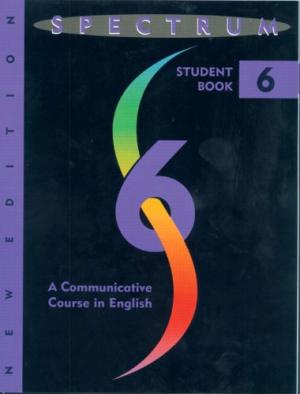 SPECTRUM
STUDENT
BOOK
6
6
A Communicative
Course in English
NEW EDITION